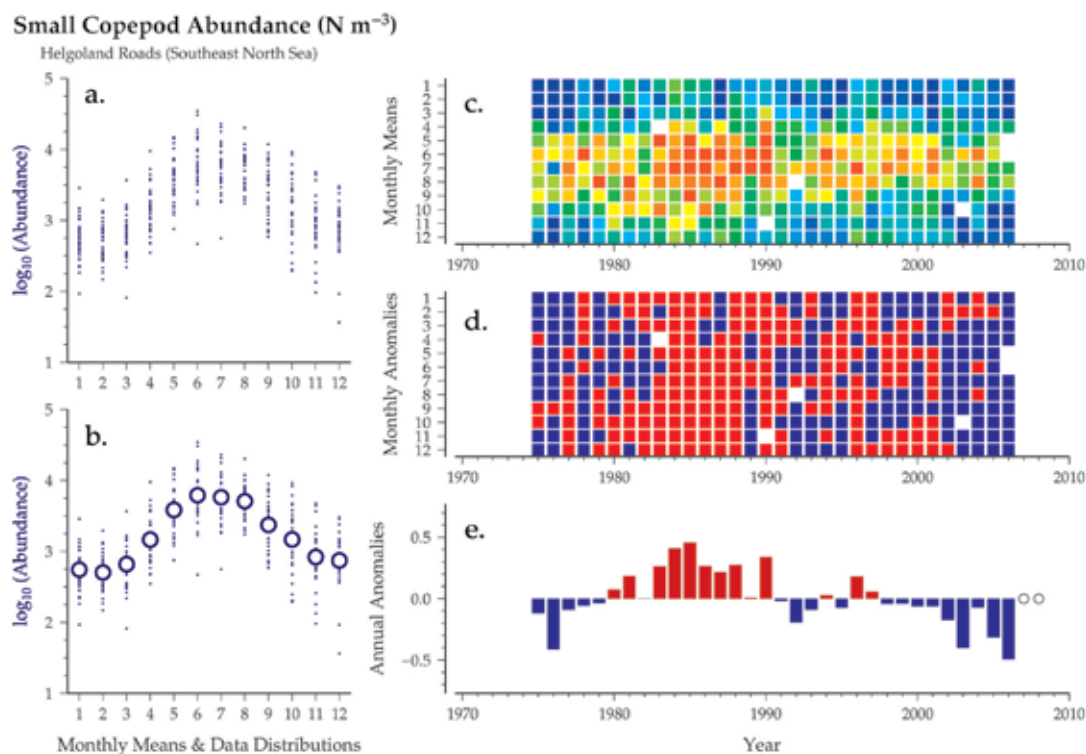 Small Copepod Abundance (N m⁻³)
Helgoland Roads (Southeast North Sea)
a.
log₁₀ (Abundance)
5
4
3
2
1
1 2 3 4 5 6 7 8 9 10 11 12
b.
log₁₀ (Abundance)
5
4
3
2
1
1 2 3 4 5 6 7 8 9 10 11 12
Monthly Means & Data Distributions
c.
Monthly Means
1
2
3
4
5
6
7
8
9
10
11
12
1970 1980 1990 2000 2010
d.
Monthly Anomalies
1
2
3
4
5
6
7
8
9
10
11
12
1970 1980 1990 2000 2010
e.
Annual Anomalies
0.5
0.0
−0.5
1970 1980 1990 2000 2010
Year